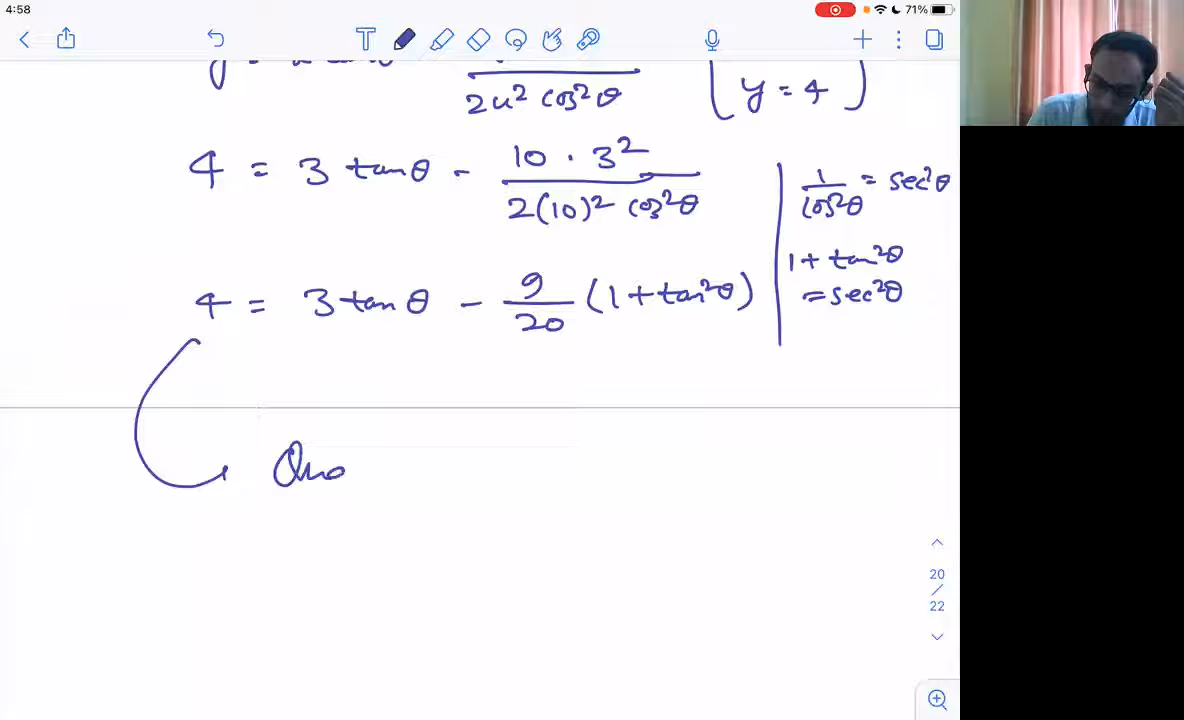 4:58
71%
2u² cos²θ
( y = 4 )
4 = 3 tanθ - 10 · 3² / 2(10)² cos²θ
1/cos²θ = sec²θ
1 + tan²θ
= sec²θ
4 = 3 tanθ - 9/20 (1 + tan²θ)
20
/
22